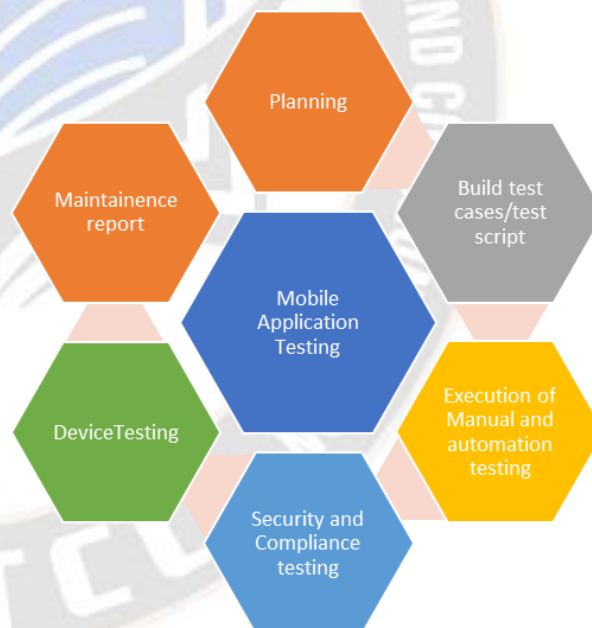 Planning
Build test
cases/test
script
Execution of
Manual and
automation
testing
Security and
Compliance
testing
DeviceTesting
Maintainence
report
Mobile
Application
Testing